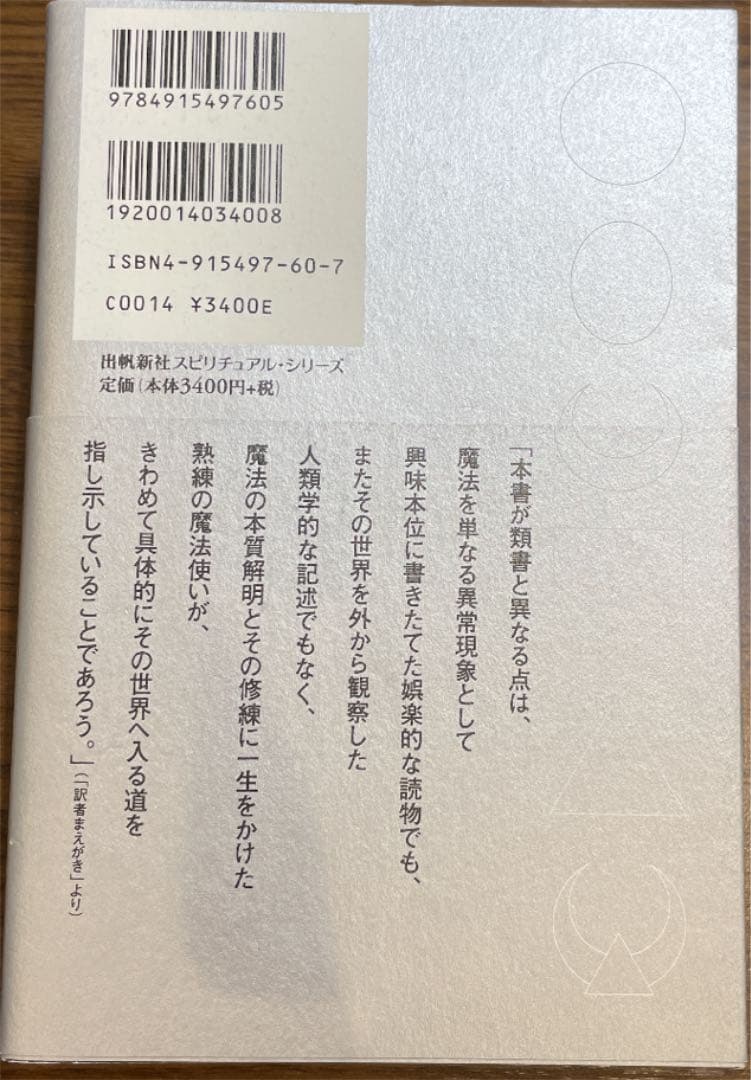 9784915497605
1920014034008
ISBN4-915497-60-7
C0014 ¥3400E
出帆新社スピリチュアル・シリーズ
定価(本体3400円+税)
「本書が類書と異なる点は、
魔法を単なる異常現象として
興味本位に書きたてた娯楽的な読物でも、
またその世界を外から観察した
人類学的な記述でもなく、
魔法の本質解明とその修練に一生をかけた
熟練の魔法使いが、
きわめて具体的にその世界へ入る道を
指し示していることであろう。」(「訳者まえがき」より)